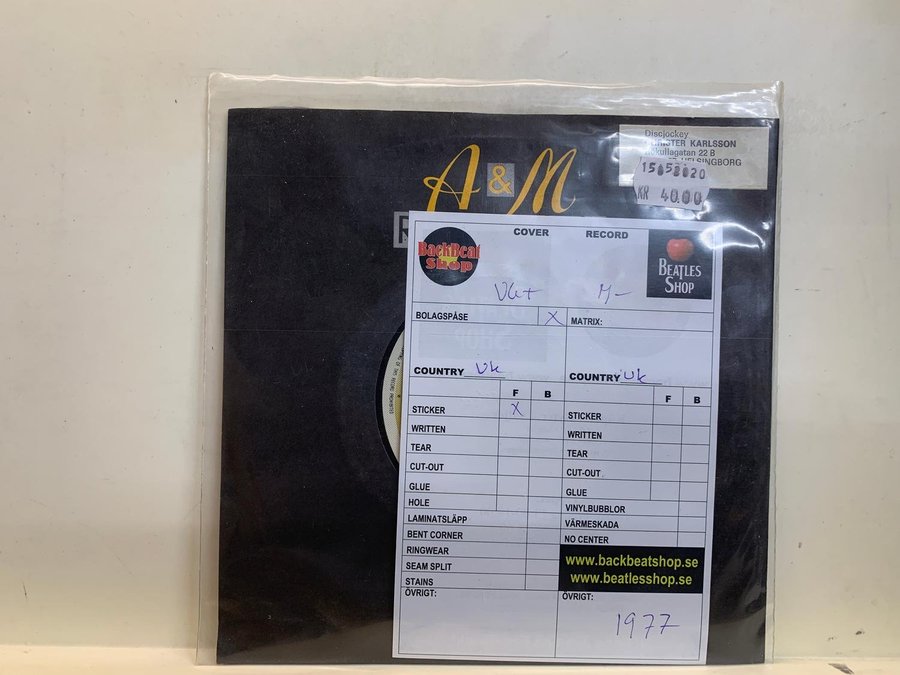 Discjockey
KARLSSON
22 B
HELSINGBORG
KR 40.00
A & M
COVER
RECORD
BackBeat
Shop
BEATLES
SHOP
VG+
M-
BOLAGSPÅSE X
MATRIX:
COUNTRY UK
COUNTRY UK
F B
F B
STICKER X
STICKER
WRITTEN
WRITTEN
TEAR
TEAR
CUT-OUT
CUT-OUT
GLUE
GLUE
HOLE
VINYLBUBBLOR
LAMINATSLÄPP
VÄRMESKADA
BENT CORNER
NO CENTER
RINGWEAR
SEAM SPLIT
STAINS
www.backbeatshop.se
www.beatlesshop.se
ÖVRIGT:
ÖVRIGT:
1977